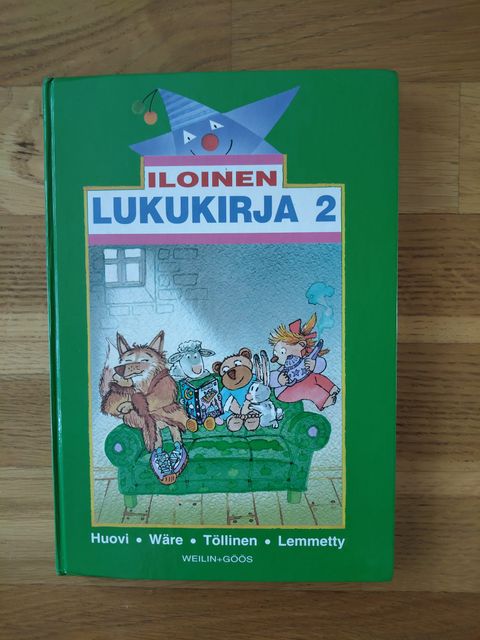 ILOINEN
LUKUKIRJA 2
Huovi • Wäre • Töllinen • Lemmetty
WEILIN+GÖÖS